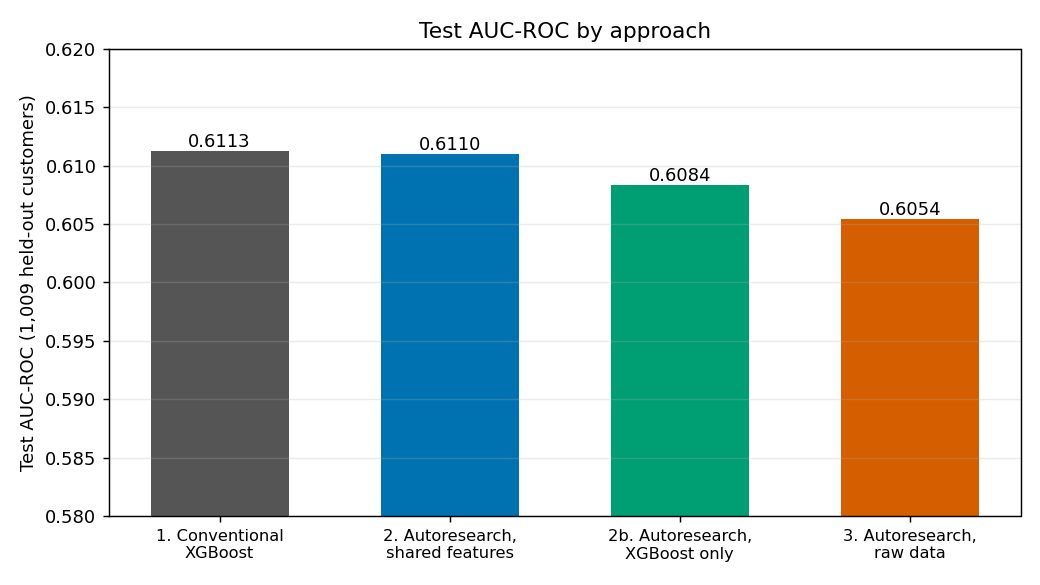 Test AUC-ROC by approach
Test AUC-ROC (1,009 held-out customers)
0.620
0.615
0.610
0.605
0.600
0.595
0.590
0.585
0.580
0.6113
0.6110
0.6084
0.6054
1. Conventional
XGBoost
2. Autoresearch,
shared features
2b. Autoresearch,
XGBoost only
3. Autoresearch,
raw data